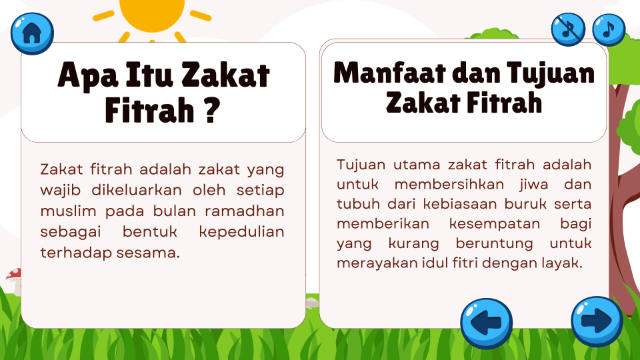 Apa Itu Zakat
Fitrah ?
Zakat fitrah adalah zakat yang
wajib dikeluarkan oleh setiap
muslim pada bulan ramadhan
sebagai bentuk kepedulian
terhadap sesama.
Manfaat dan Tujuan
Zakat Fitrah
Tujuan utama zakat fitrah adalah
untuk membersihkan jiwa dan
tubuh dari kebiasaan buruk serta
memberikan kesempatan bagi
yang kurang beruntung untuk
merayakan idul fitri dengan layak.